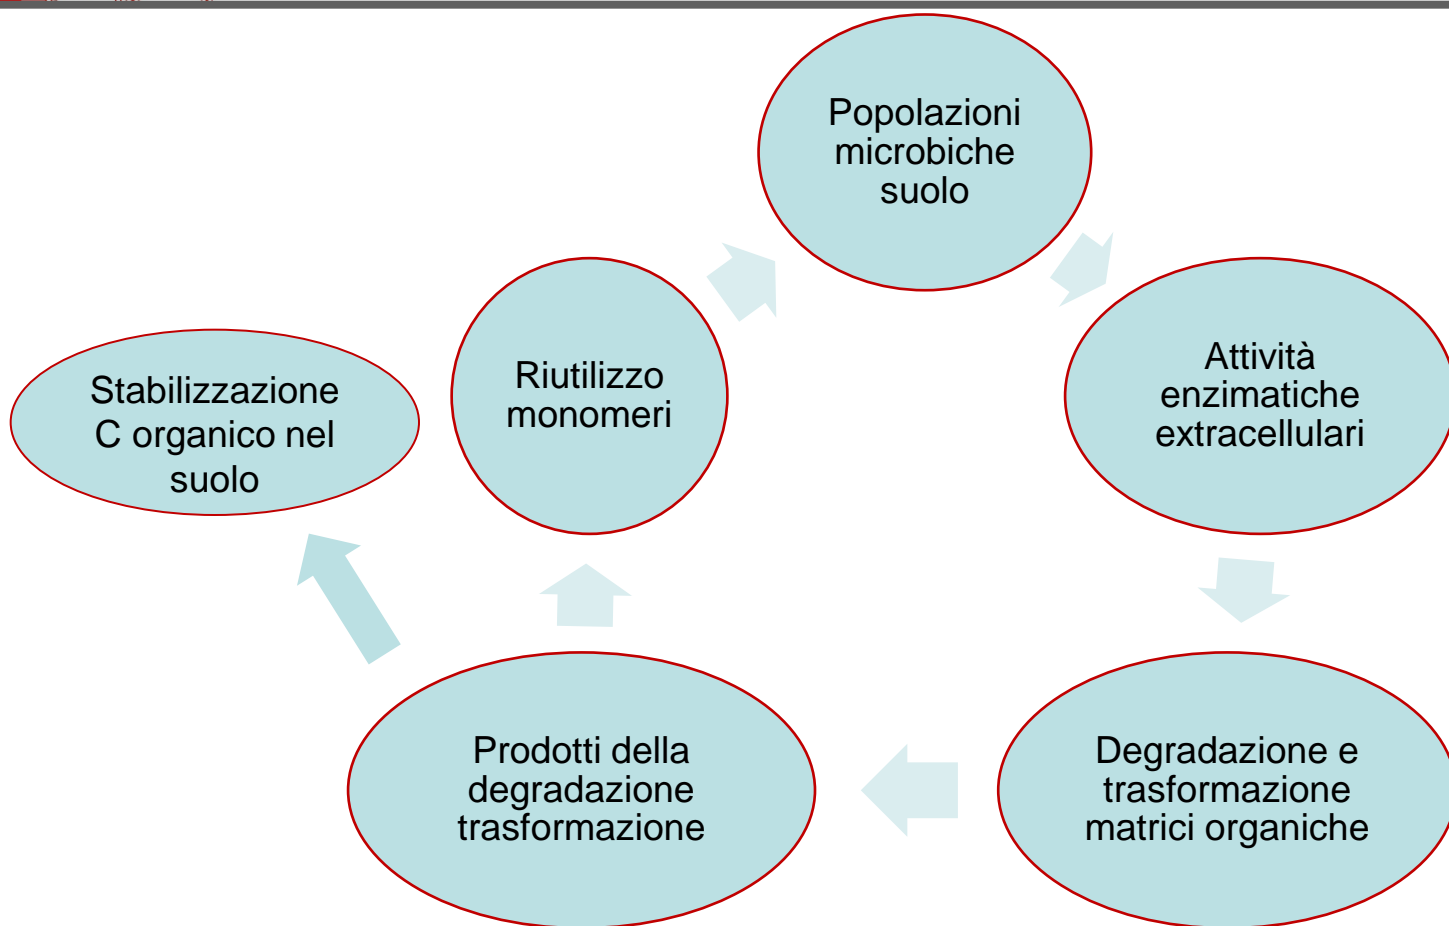 Popolazioni
microbiche
suolo
Attività
enzimatiche
extracellulari
Degradazione e
trasformazione
matrici organiche
Prodotti della
degradazione
trasformazione
Riutilizzo
monomeri
Stabilizzazione
C organico nel
suolo